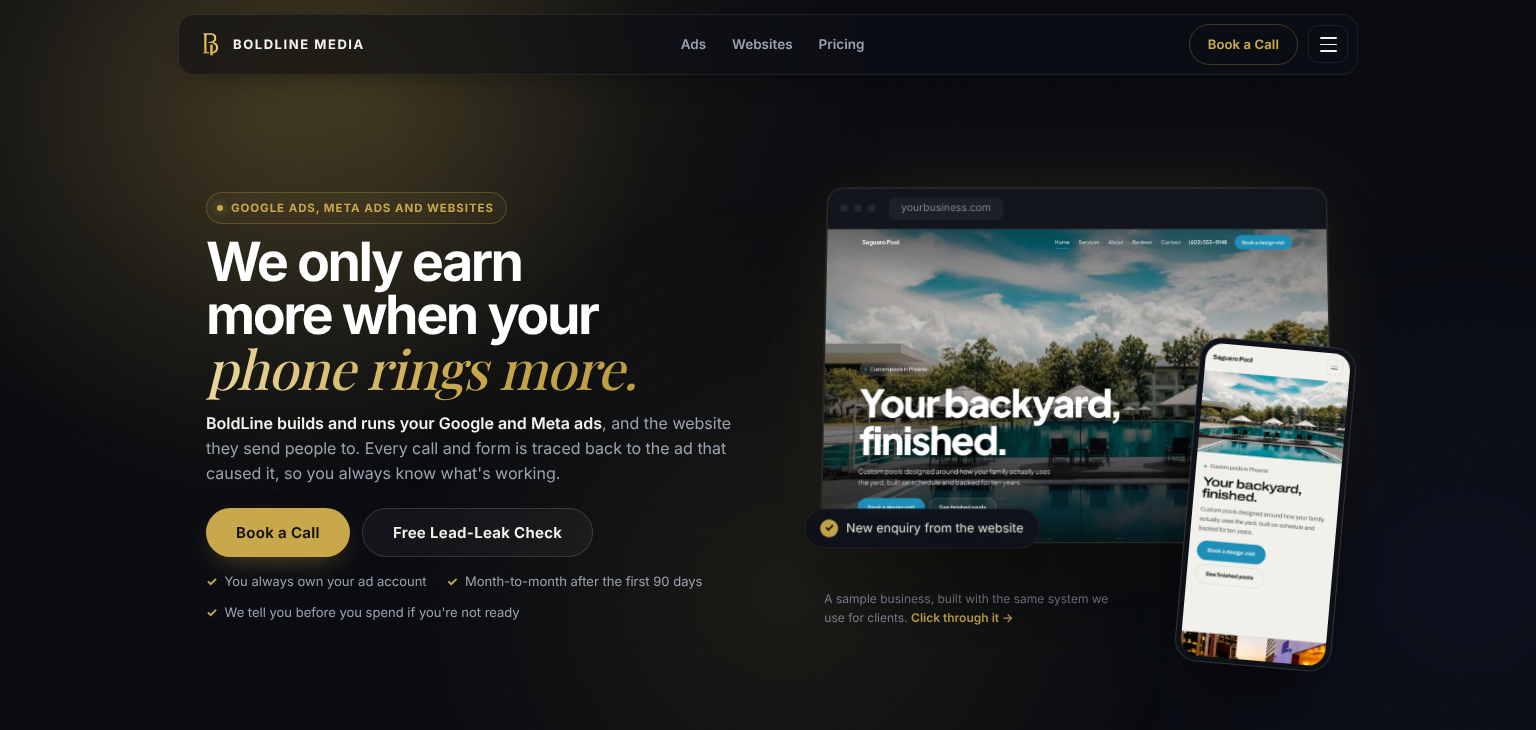 BOLDLINE MEDIA
Ads
Websites
Pricing
Book a Call
GOOGLE ADS, META ADS AND WEBSITES
We only earn
more when your
phone rings more.
BoldLine builds and runs your Google and Meta ads, and the website
they send people to. Every call and form is traced back to the ad that
caused it, so you always know what's working.
Book a Call
Free Lead-Leak Check
You always own your ad account
Month-to-month after the first 90 days
We tell you before you spend if you're not ready
yourbusiness.com
Saguaro Pool
Home
Services
About
Reviews
Contact
(602) 555-0148
Book a design visit
Custom pools in Phoenix
Your backyard,
finished.
Custom pools designed around how your family actually uses
the yard, built on schedule and backed for ten years.
Book a design visit
See finished pools
New enquiry from the website
Saguaro Pool
Custom pools in Phoenix
Your backyard,
finished.
Custom pools designed around how your family
actually uses the yard, built on schedule and
backed for ten years.
Book a design visit
See finished pools
A sample business, built with the same system we
use for clients. Click through it →